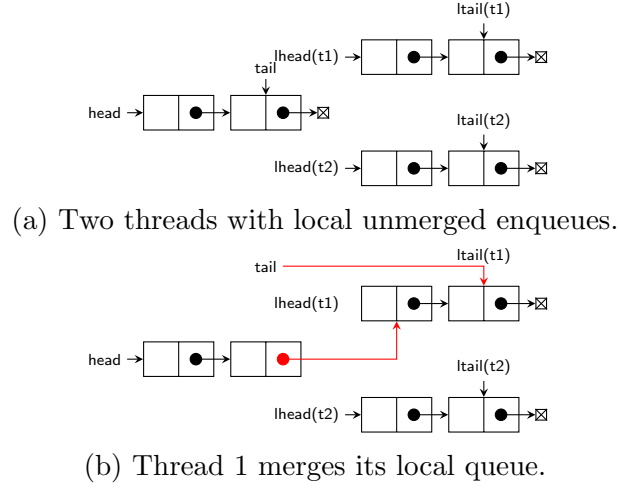 ltail(t1)
lhead(t1)
tail
head
ltail(t2)
lhead(t2)
(a) Two threads with local unmerged enqueues.
ltail(t1)
tail
lhead(t1)
head
ltail(t2)
lhead(t2)
(b) Thread 1 merges its local queue.